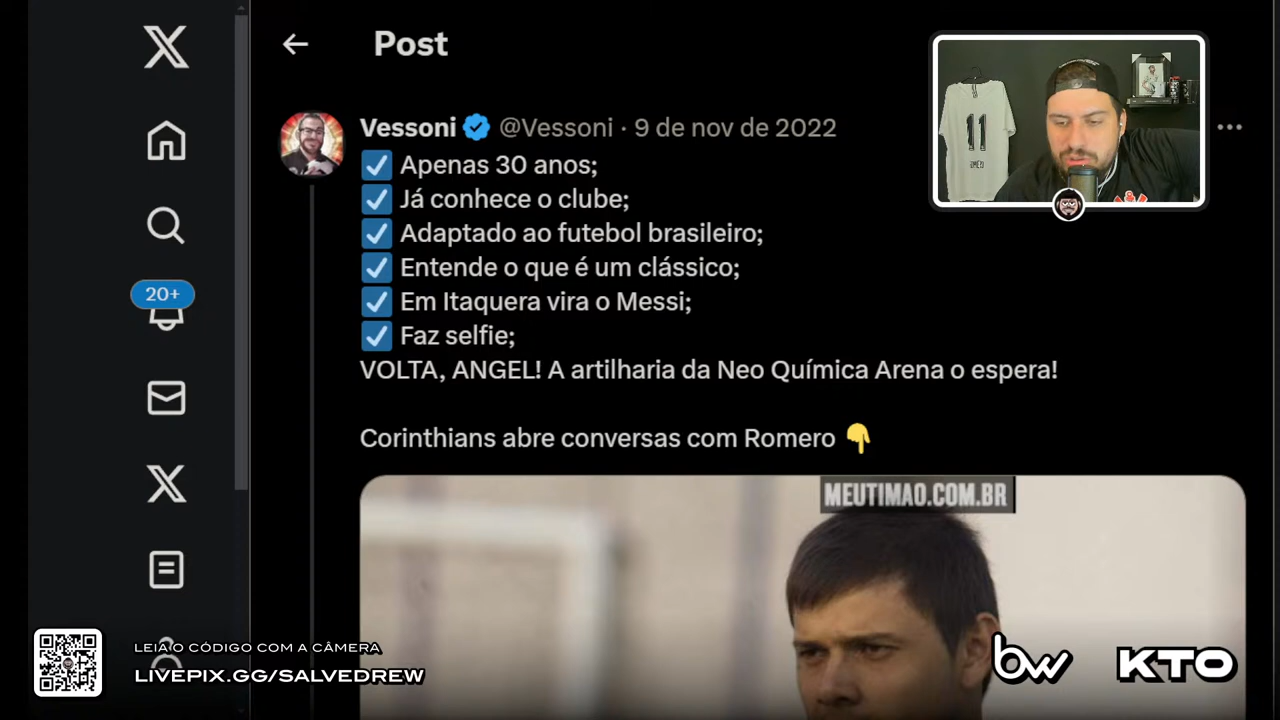 Post
Vessoni @Vessoni · 9 de nov de 2022
Apenas 30 anos;
Já conhece o clube;
Adaptado ao futebol brasileiro;
Entende o que é um clássico;
Em Itaquera vira o Messi;
Faz selfie;
VOLTA, ANGEL! A artilharia da Neo Química Arena o espera!
Corinthians abre conversas com Romero 👇
MEUTIMAO.COM.BR
20+
11
LEIA O CÓDIGO COM A CÂMERA
LIVEPIX.GG/SALVEDREW
bw
KTO